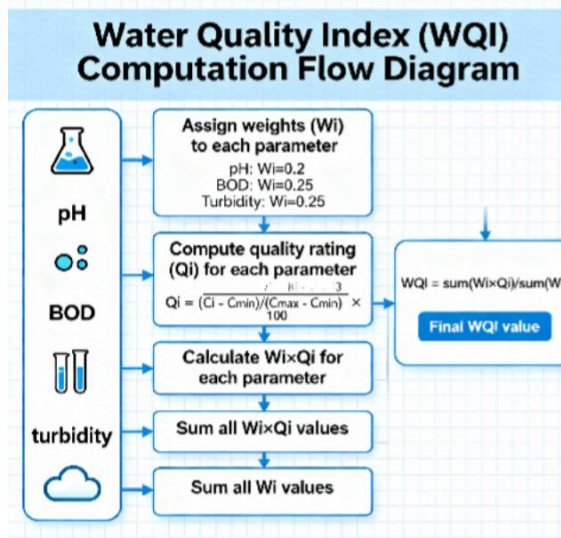 Water Quality Index (WQI)
Computation Flow Diagram
pH
BOD
turbidity
Assign weights (Wi)
to each parameter
pH: Wi=0.2
BOD: Wi=0.25
Turbidity: Wi=0.25
Compute quality rating
(Qi) for each parameter
Qi = (Ci - Cmin)/(Cmax - Cmin) ×
100
Calculate Wi×Qi for
each parameter
Sum all Wi×Qi values
Sum all Wi values
WQI = sum(Wi×Qi)/sum(W
Final WQI value